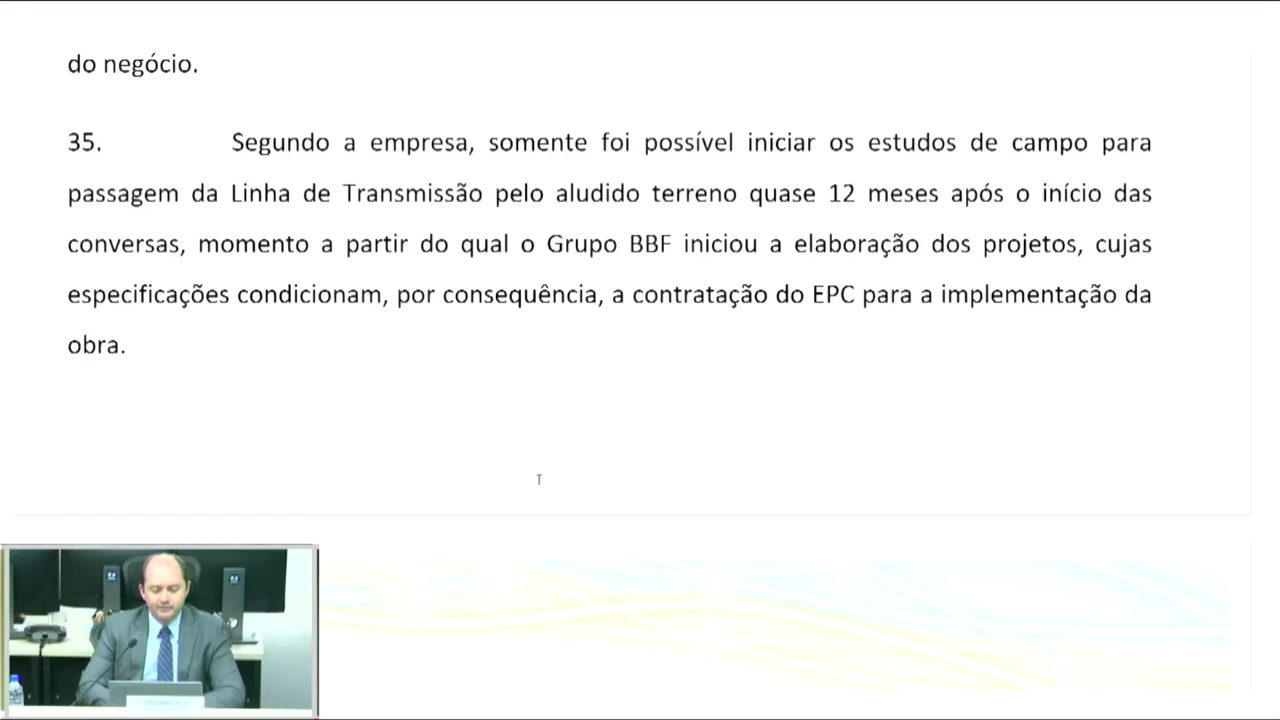 do negócio.
35. Segundo a empresa, somente foi possível iniciar os estudos de campo para
passagem da Linha de Transmissão pelo aludido terreno quase 12 meses após o início das
conversas, momento a partir do qual o Grupo BBF iniciou a elaboração dos projetos, cujas
especificações condicionam, por consequência, a contratação do EPC para a implementação da
obra.